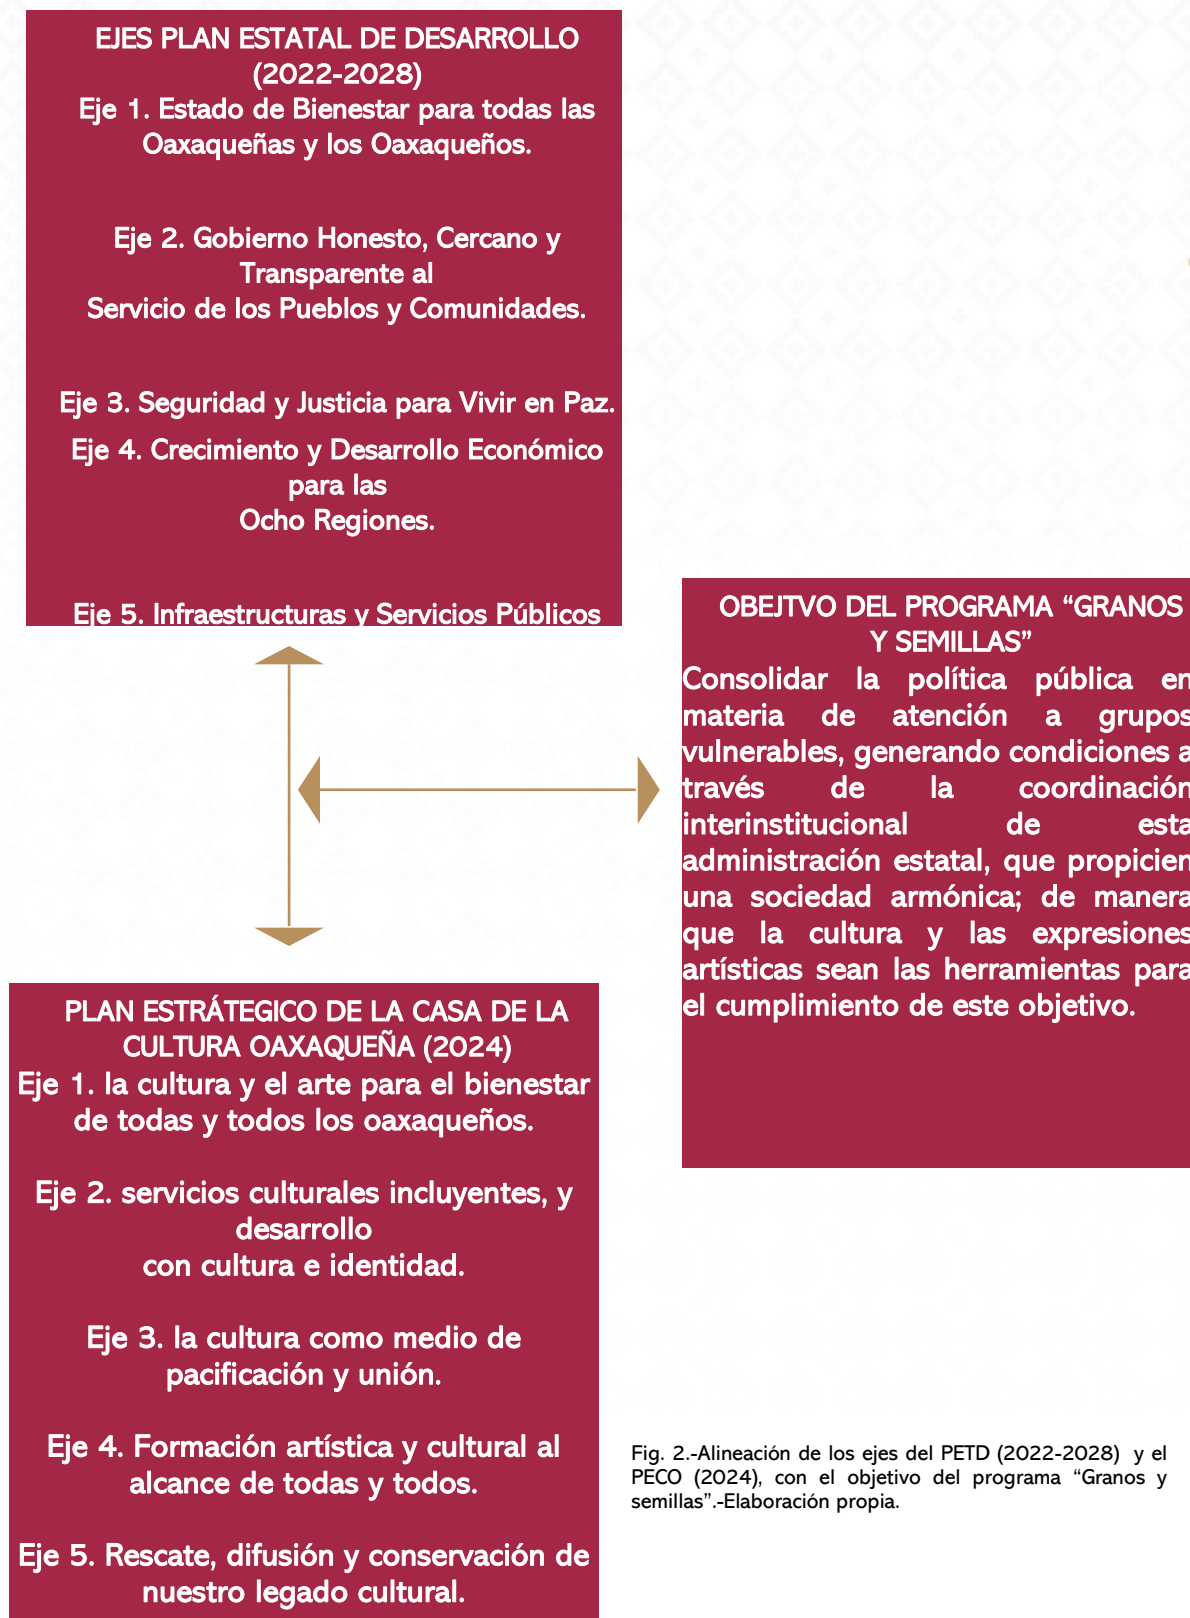 EJES PLAN ESTATAL DE DESARROLLO
(2022-2028)
Eje 1. Estado de Bienestar para todas las
Oaxaqueñas y los Oaxaqueños.
Eje 2. Gobierno Honesto, Cercano y
Transparente al
Servicio de los Pueblos y Comunidades.
Eje 3. Seguridad y Justicia para Vivir en Paz.
Eje 4. Crecimiento y Desarrollo Económico
para las
Ocho Regiones.
Eje 5. Infraestructuras y Servicios Públicos
OBEJTVO DEL PROGRAMA “GRANOS
Y SEMILLAS”
Consolidar la política pública en
materia de atención a grupos
vulnerables, generando condiciones a
través de la coordinación
interinstitucional de esta
administración estatal, que propicien
una sociedad armónica; de manera
que la cultura y las expresiones
artísticas sean las herramientas para
el cumplimiento de este objetivo.
PLAN ESTRÁTEGICO DE LA CASA DE LA
CULTURA OAXAQUEÑA (2024)
Eje 1. la cultura y el arte para el bienestar
de todas y todos los oaxaqueños.
Eje 2. servicios culturales incluyentes, y
desarrollo
con cultura e identidad.
Eje 3. la cultura como medio de
pacificación y unión.
Eje 4. Formación artística y cultural al
alcance de todas y todos.
Eje 5. Rescate, difusión y conservación de
nuestro legado cultural.
Fig. 2.-Alineación de los ejes del PETD (2022-2028) y el
PECO (2024), con el objetivo del programa “Granos y
semillas”.-Elaboración propia.